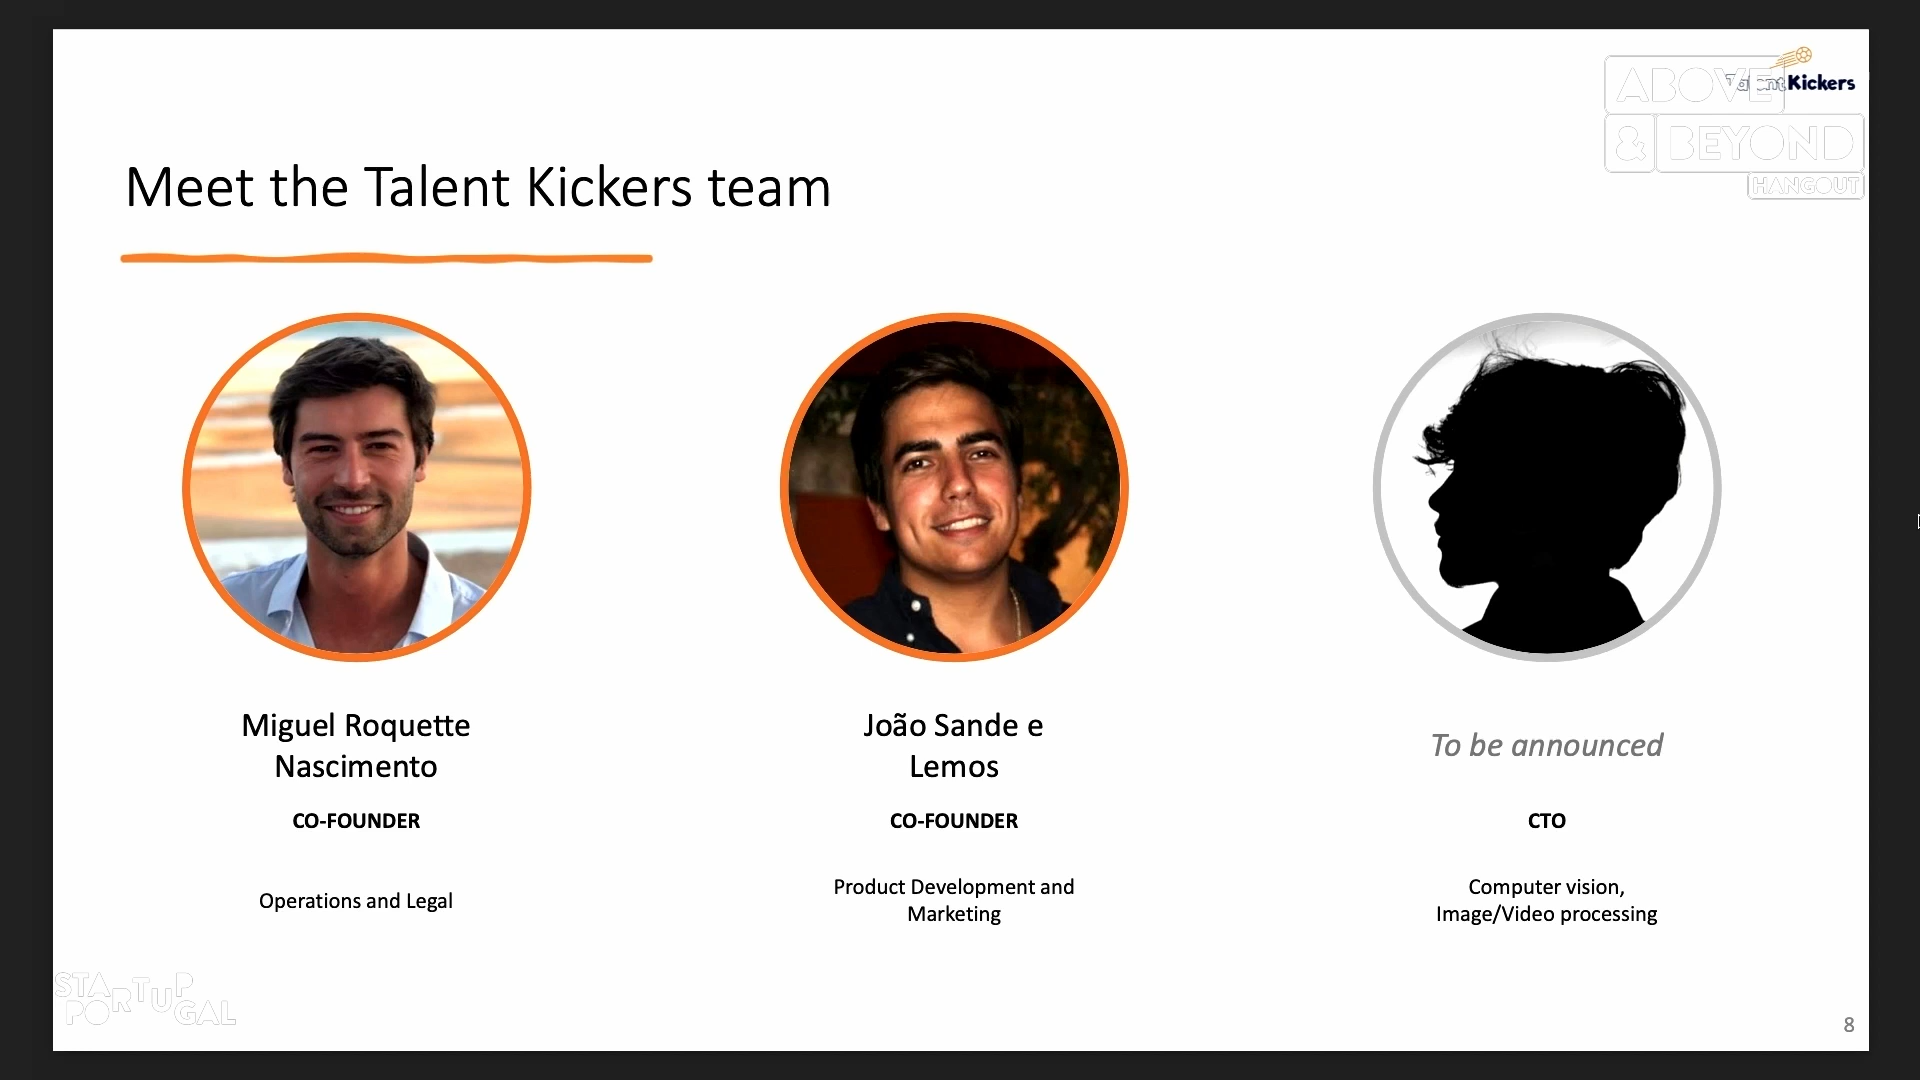 Talent Kickers
ABOVE
& BEYOND
HANGOUT
Meet the Talent Kickers team
Miguel Roquette
Nascimento
CO-FOUNDER
Operations and Legal
João Sande e
Lemos
CO-FOUNDER
Product Development and
Marketing
To be announced
CTO
Computer vision,
Image/Video processing
STARTUP
PORTUGAL
8